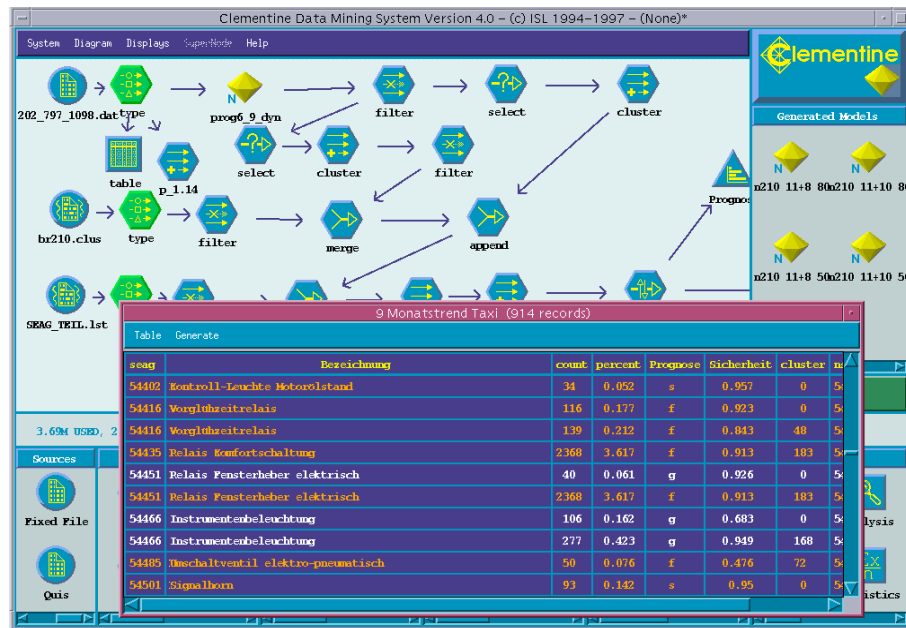 Clementine Data Mining System Version 4.0 – (c) ISL 1994–1997 – (None)*
System Diagram Displays SuperNode Help
Clementine
202_797_1098.dat
type
N
prog6_9_dyn
filter
select
cluster
Generated Models
table
p_1.14
select
cluster
filter
N
N
n210 11+8 80
n210 11+10 80
Prognos
br210.clus
type
filter
merge
append
N
N
n210 11+8 50
n210 11+10 50
SEAG_TEIL.lst
9 Monatstrend Taxi (914 records)
Table Generate
seag Bezeichnung count percent Prognose Sicherheit cluster
54402 Kontroll-Leuchte Motorölstand 34 0.052 s 0.957 0
54416 Vorglühzeitrelais 116 0.177 f 0.923 0
54416 Vorglühzeitrelais 139 0.212 f 0.843 48
54435 Relais Komfortschaltung 2368 3.617 f 0.913 183
54451 Relais Fensterheber elektrisch 40 0.061 g 0.926 0
54451 Relais Fensterheber elektrisch 2368 3.617 f 0.913 183
54466 Instrumentenbeleuchtung 106 0.162 g 0.683 0
54466 Instrumentenbeleuchtung 277 0.423 g 0.949 168
54485 Umschaltventil elektro-pneumatisch 50 0.076 f 0.476 72
54501 Signalhorn 93 0.142 s 0.95 0
3.69M USED, 2
Sources
Fixed File
Quis
lysis
istics